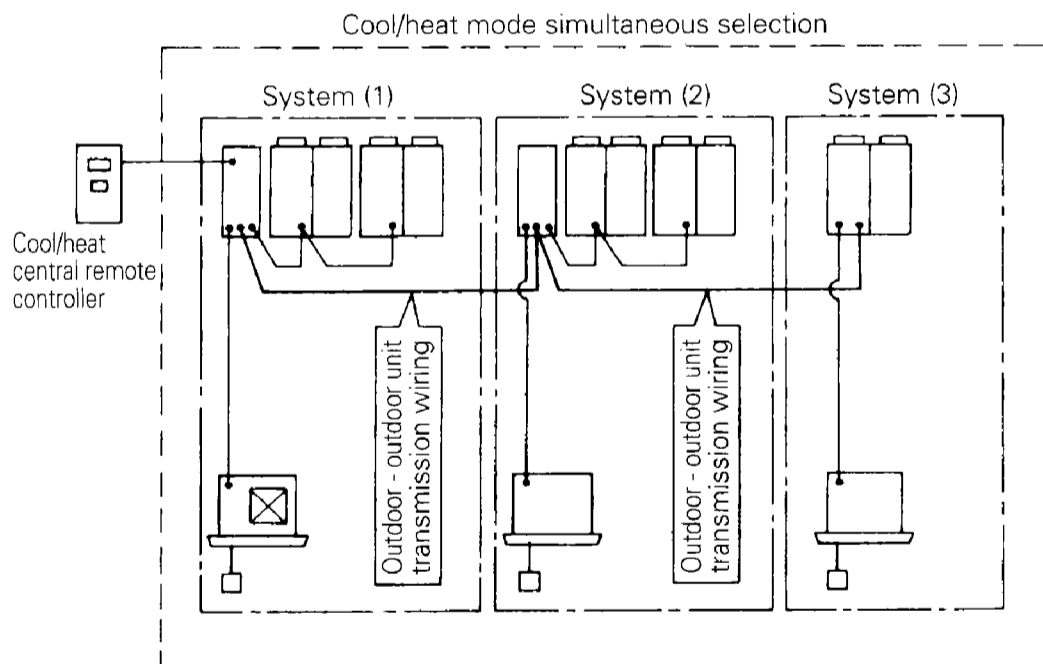 Cool/heat mode simultaneous selection
System (1)
System (2)
System (3)
Cool/heat
central remote
controller
Outdoor - outdoor unit
transmission wiring
Outdoor - outdoor unit
transmission wiring